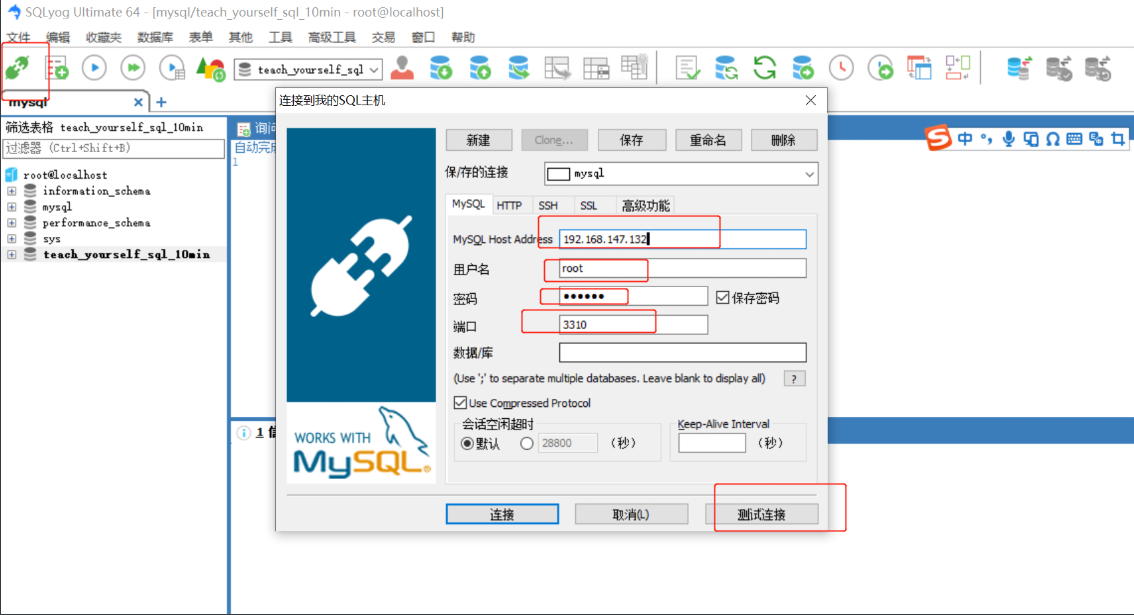 SQLyog Ultimate 64 - [mysql/teach_yourself_sql_10min - root@localhost]
文件 编辑 收藏夹 数据库 表单 其他 工具 高级工具 交易 窗口 帮助
teach_yourself_sql
mysql
筛选表格 teach_yourself_sql_10min
过滤器 (Ctrl+Shift+B)
root@localhost
information_schema
mysql
performance_schema
sys
teach_yourself_sql_10min
询问
自动完成
1
1 信
中
连接到我的SQL主机
新建 Clone... 保存 重命名 删除
保/存的连接 mysql
MySQL HTTP SSH SSL 高级功能
MySQL Host Address 192.168.147.132
用户名 root
密码 ●●●●●● 保存密码
端口 3310
数据/库
(Use ';' to separate multiple databases. Leave blank to display all) ?
Use Compressed Protocol
会话空闲超时 Keep-Alive Interval
默认 28800 (秒) (秒)
WORKS WITH
MySQL®
连接 取消(L) 测试连接